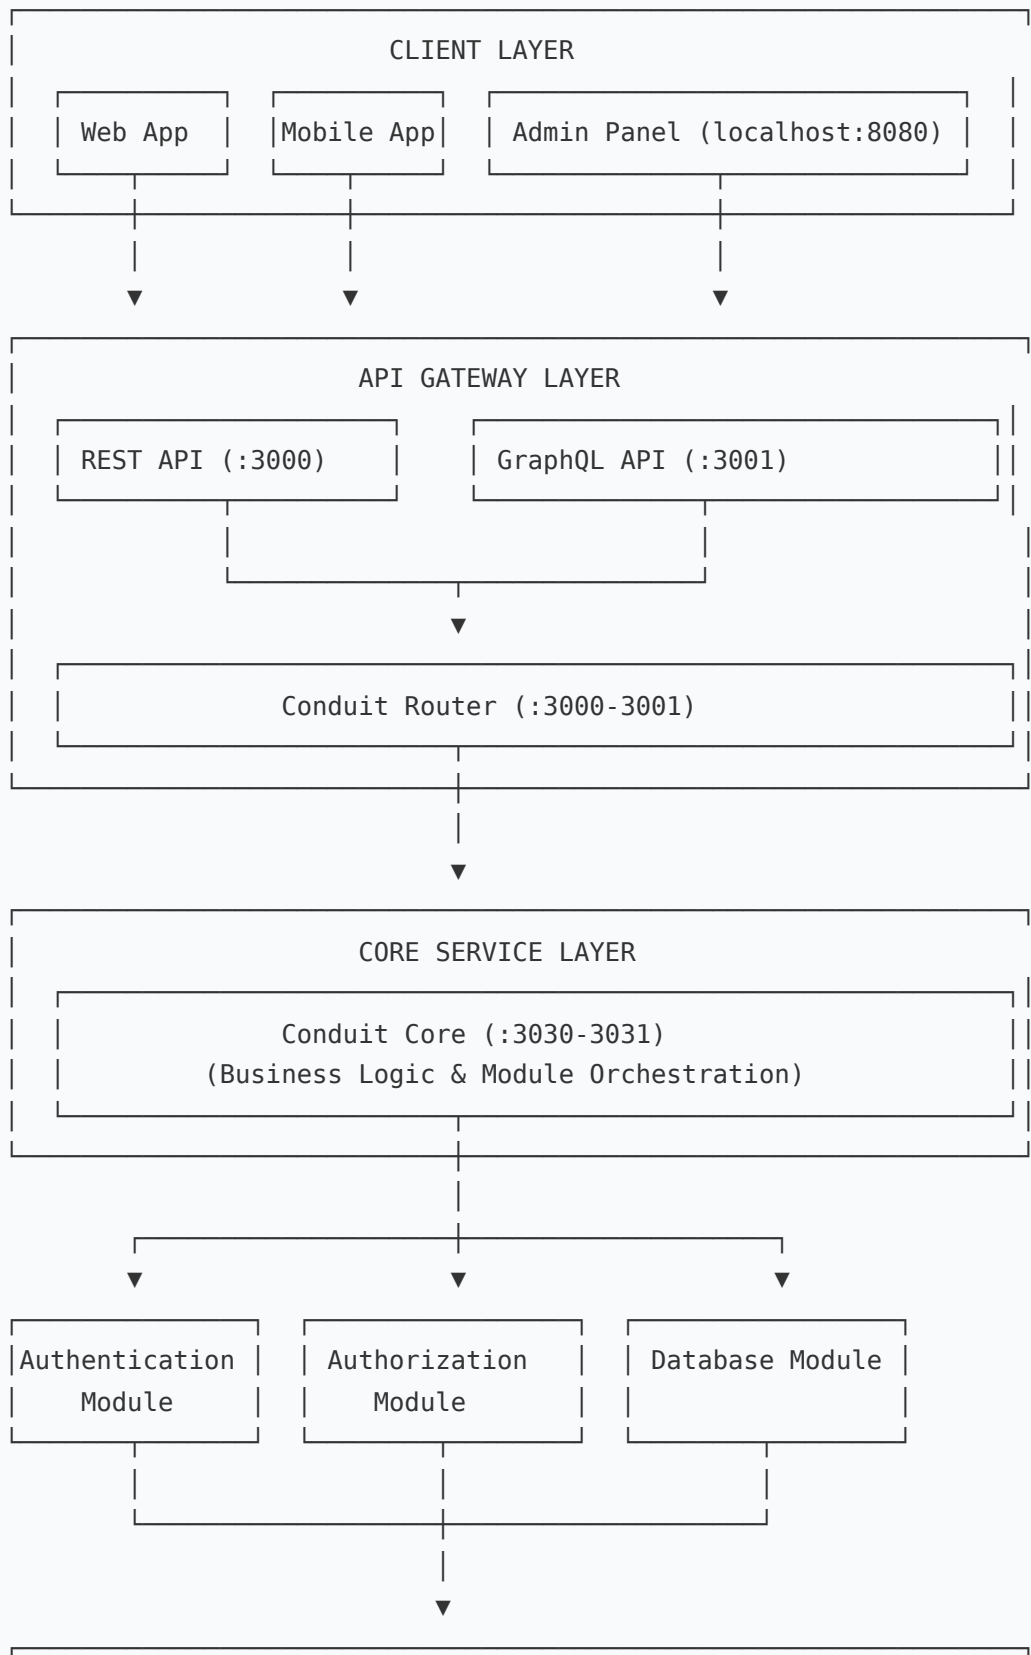 CLIENT LAYER
Web App Mobile App Admin Panel (localhost:8080)
API GATEWAY LAYER
REST API (:3000) GraphQL API (:3001)
Conduit Router (:3000-3001)
CORE SERVICE LAYER
Conduit Core (:3030-3031)
(Business Logic & Module Orchestration)
Authentication Authorization Database Module
Module Module